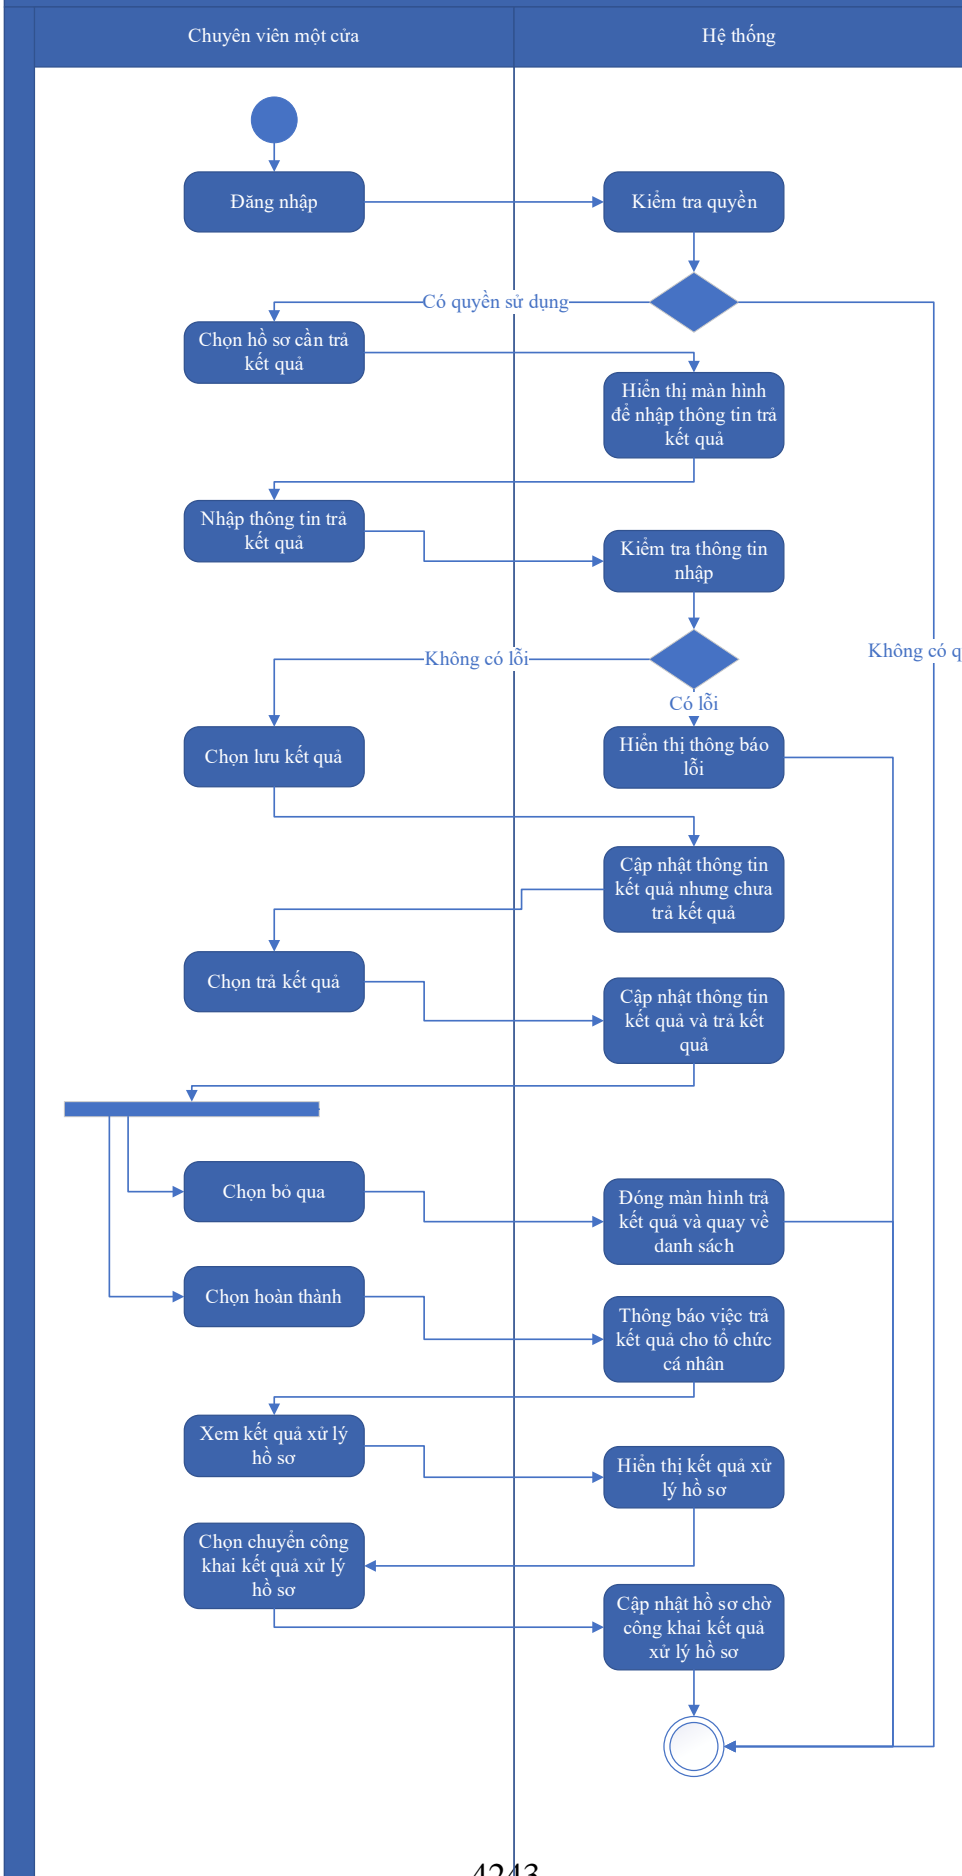 Chuyên viên một cửa
Hệ thống
Đăng nhập
Kiểm tra quyền
Có quyền sử dụng
Chọn hồ sơ cần trả
kết quả
Hiển thị màn hình
để nhập thông tin trả
kết quả
Nhập thông tin trả
kết quả
Kiểm tra thông tin
nhập
Không có lỗi
Không có q
Có lỗi
Chọn lưu kết quả
Hiển thị thông báo
lỗi
Cập nhật thông tin
kết quả nhưng chưa
trả kết quả
Chọn trả kết quả
Cập nhật thông tin
kết quả và trả kết
quả
Chọn bỏ qua
Đóng màn hình trả
kết quả và quay về
danh sách
Chọn hoàn thành
Thông báo việc trả
kết quả cho tổ chức
cá nhân
Xem kết quả xử lý
hồ sơ
Hiển thị kết quả xử
lý hồ sơ
Chọn chuyển công
khai kết quả xử lý
hồ sơ
Cập nhật hồ sơ chờ
công khai kết quả
xử lý hồ sơ
4243